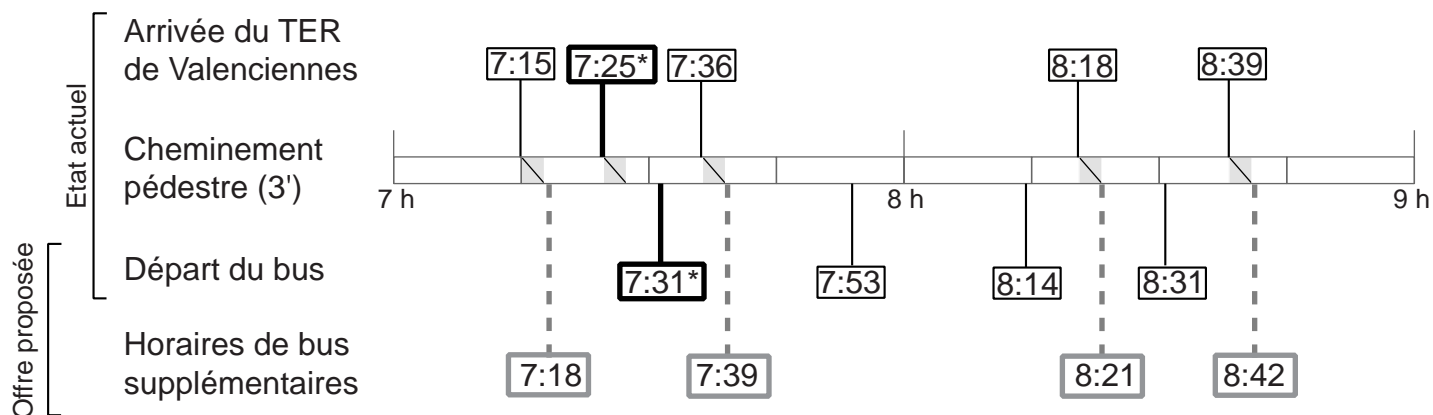 Etat actuel
Offre proposée
Arrivée du TER
de Valenciennes
7:15
7:25*
7:36
8:18
8:39
Cheminement
pédestre (3')
7 h
8 h
9 h
Départ du bus
7:31*
7:53
8:14
8:31
Horaires de bus
supplémentaires
7:18
7:39
8:21
8:42